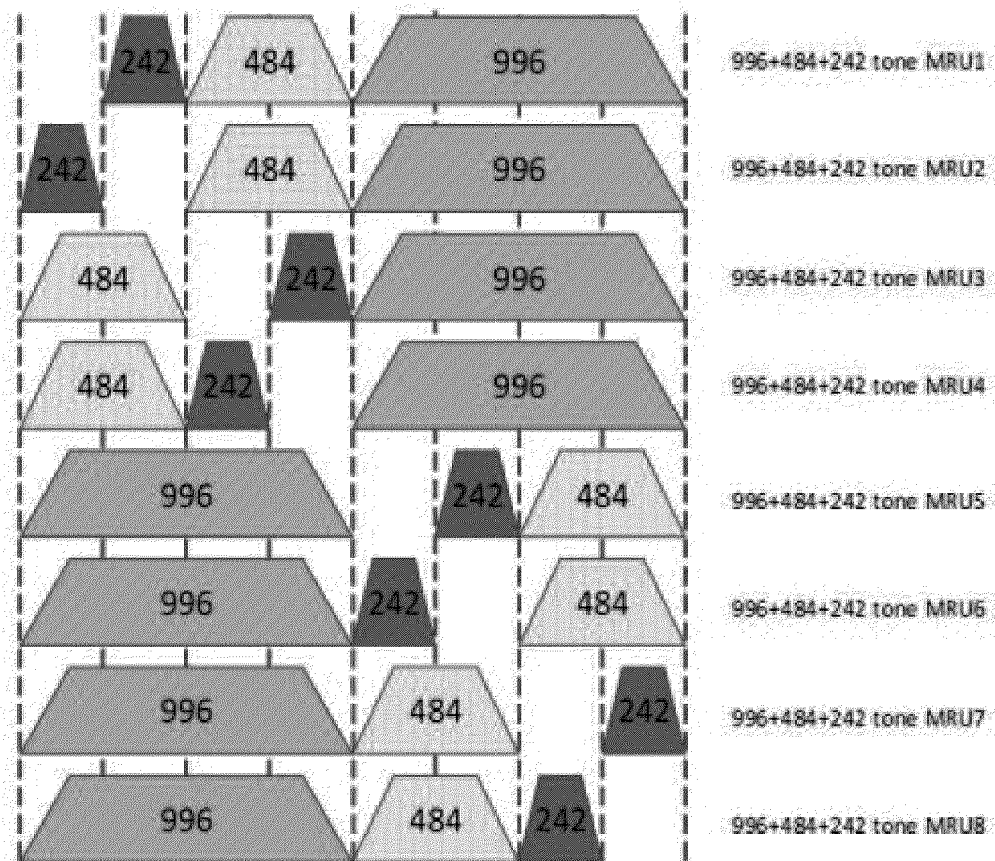 242 484 996 996+484+242 tone MRU1
242 484 996 996+484+242 tone MRU2
484 242 996 996+484+242 tone MRU3
484 242 996 996+484+242 tone MRU4
996 242 484 996+484+242 tone MRU5
996 242 484 996+484+242 tone MRU6
996 484 242 996+484+242 tone MRU7
996 484 242 996+484+242 tone MRU8